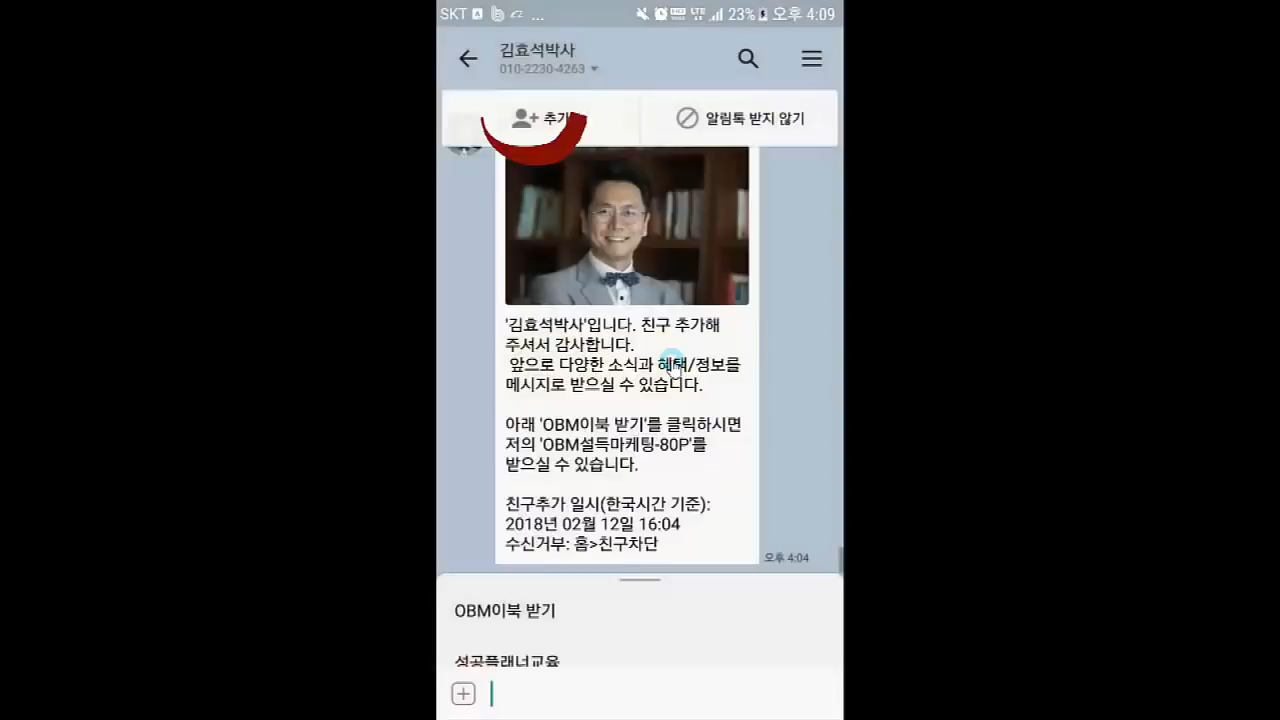 SKT ... 23% 오후 4:09
김효석박사
010-2230-4263
추가
알림톡 받지 않기
'김효석박사'입니다. 친구 추가해
주셔서 감사합니다.
앞으로 다양한 소식과 혜택/정보를
메시지로 받으실 수 있습니다.
아래 'OBM이북 받기'를 클릭하시면
저의 'OBM설득마케팅-80P'를
받으실 수 있습니다.
친구추가 일시(한국시간 기준):
2018년 02월 12일 16:04
수신거부: 홈>친구차단
오후 4:04
OBM이북 받기
성공플래너교육